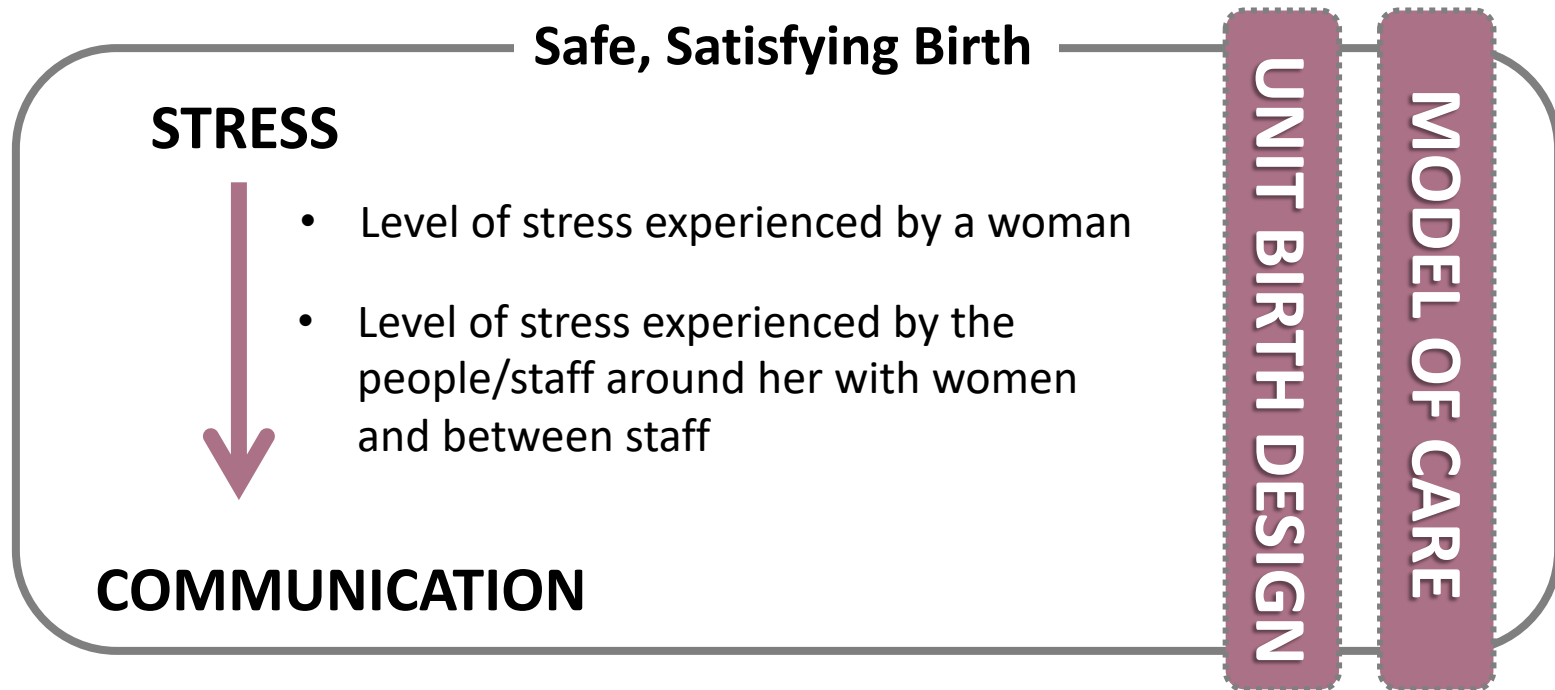 Safe, Satisfying Birth
STRESS
• Level of stress experienced by a woman
• Level of stress experienced by the
people/staff around her with women
and between staff
COMMUNICATION
UNIT BIRTH DESIGN
MODEL OF CARE